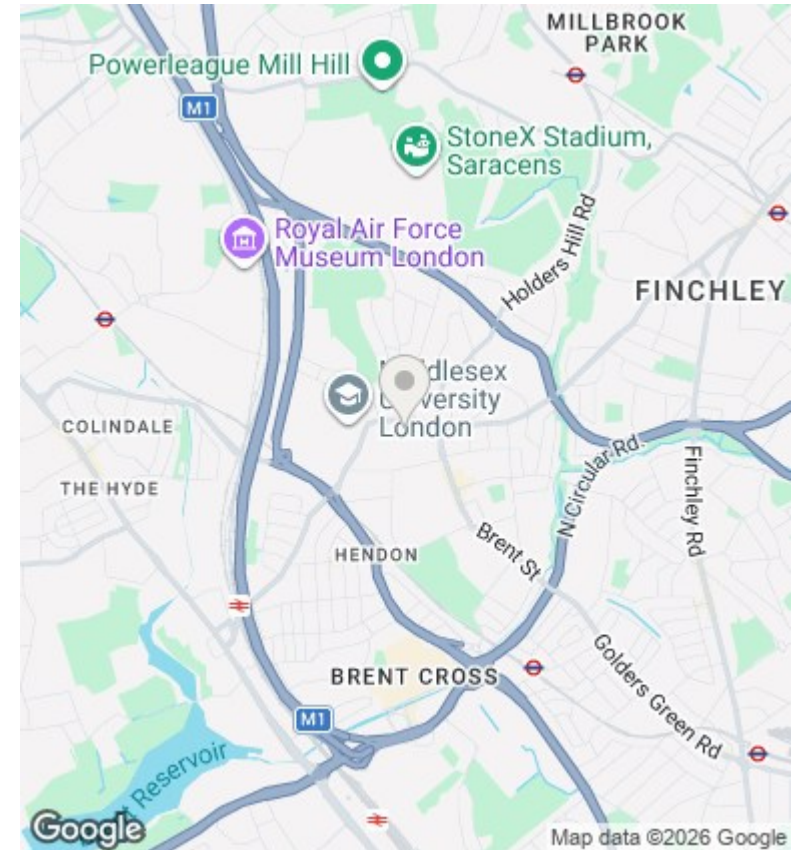 MILLBROOK
PARK
Powerleague Mill Hill
M1
StoneX Stadium,
Saracens
Royal Air Force
Museum London
Holders Hill Rd
FINCHLEY
University
London
COLINDALE
THE HYDE
N Circular Rd
Finchley Rd
Brent St
HENDON
BRENT CROSS
Golders Green Rd
M1
Reservoir
Google
Map data ©2026 Google